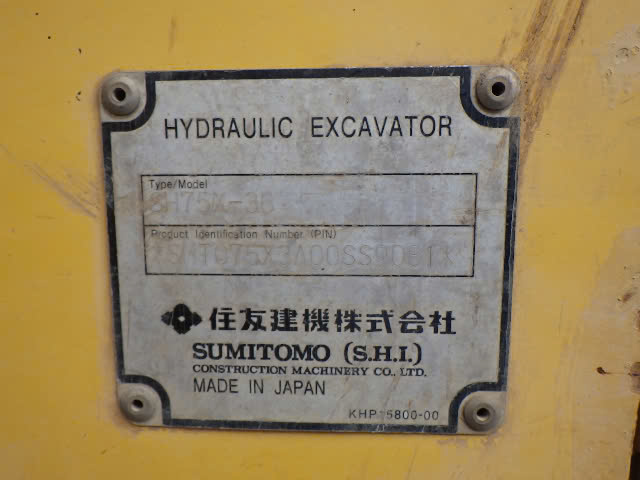 HYDRAULIC EXCAVATOR
Type/Model
Product Identification Number (PIN)
住友建機株式会社
SUMITOMO (S.H.I.)
CONSTRUCTION MACHINERY CO., LTD.
MADE IN JAPAN